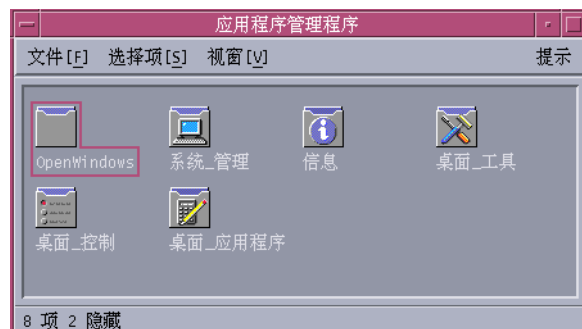 应用程序管理程序
文件[F] 选择项[S] 视窗[V] 提示
OpenWindows 系统_管理 信息 桌面_工具
桌面_控制 桌面_应用程序
8 项 2 隐藏